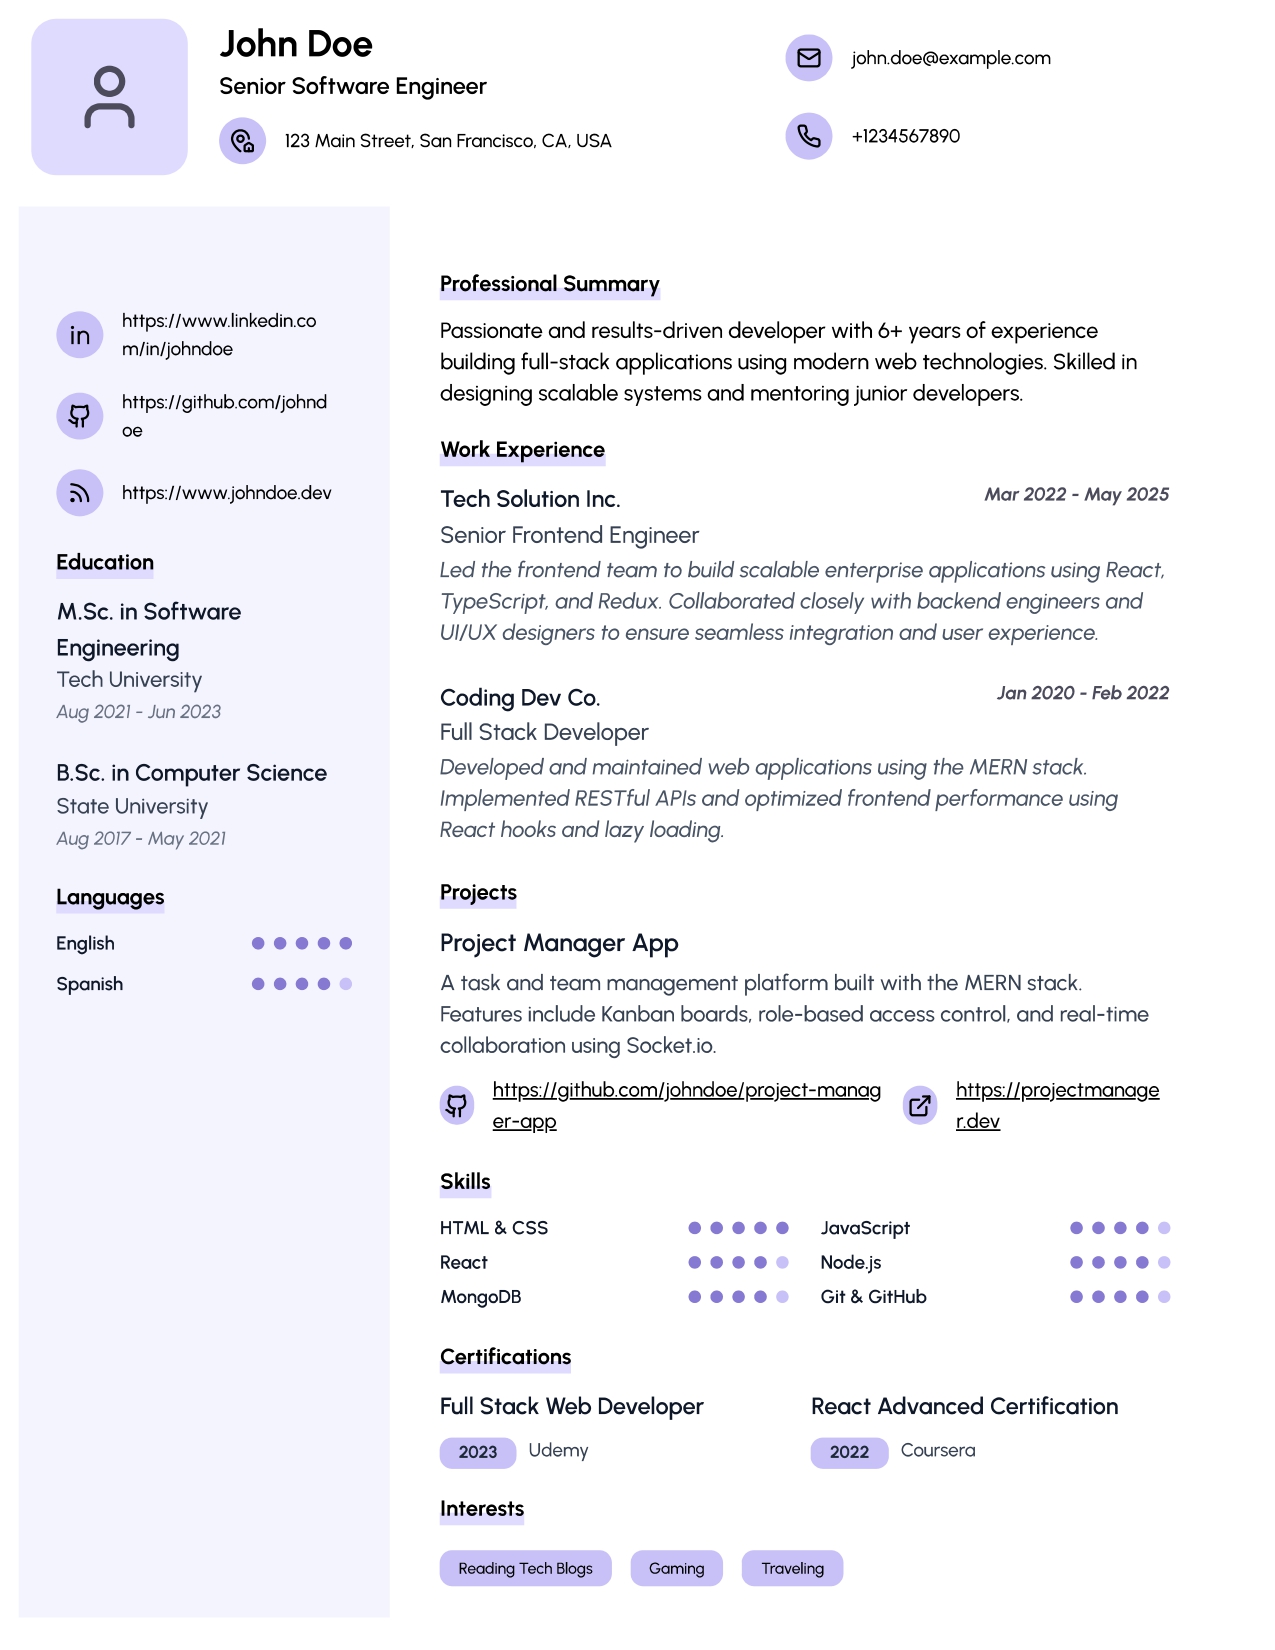 John Doe
Senior Software Engineer
123 Main Street, San Francisco, CA, USA
john.doe@example.com
+1234567890
in
https://www.linkedin.co
m/in/johndoe
https://github.com/johnd
oe
https://www.johndoe.dev
Education
M.Sc. in Software
Engineering
Tech University
Aug 2021 - Jun 2023
B.Sc. in Computer Science
State University
Aug 2017 - May 2021
Languages
English
Spanish
Professional Summary
Passionate and results-driven developer with 6+ years of experience
building full-stack applications using modern web technologies. Skilled in
designing scalable systems and mentoring junior developers.
Work Experience
Tech Solution Inc.
Mar 2022 - May 2025
Senior Frontend Engineer
Led the frontend team to build scalable enterprise applications using React,
TypeScript, and Redux. Collaborated closely with backend engineers and
UI/UX designers to ensure seamless integration and user experience.
Coding Dev Co.
Jan 2020 - Feb 2022
Full Stack Developer
Developed and maintained web applications using the MERN stack.
Implemented RESTful APIs and optimized frontend performance using
React hooks and lazy loading.
Projects
Project Manager App
A task and team management platform built with the MERN stack.
Features include Kanban boards, role-based access control, and real-time
collaboration using Socket.io.
https://github.com/johndoe/project-manag
er-app
https://projectmanage
r.dev
Skills
HTML & CSS
JavaScript
React
Node.js
MongoDB
Git & GitHub
Certifications
Full Stack Web Developer
2023 Udemy
React Advanced Certification
2022 Coursera
Interests
Reading Tech Blogs
Gaming
Traveling